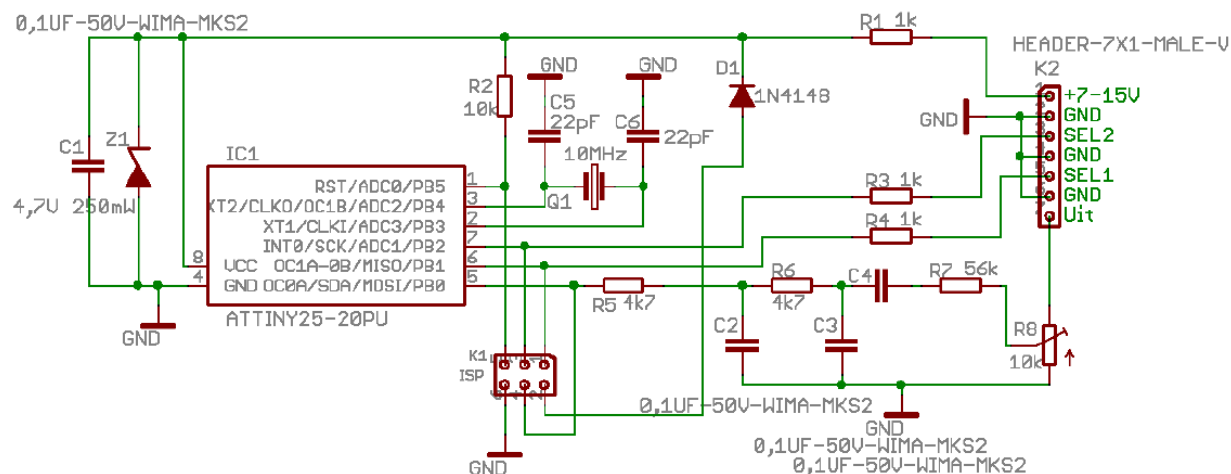 0,1UF-50V-WIMA-MKS2
R1 1k
HEADER-7X1-MALE-V
K2
GND
GND
D1
R2
10k
C5
22pF
C6
22pF
1N4148
+7-15V
GND
GND
SEL2
GND
SEL1
GND
Uit
C1
Z1
4,7V 250mW
IC1
10MHz
Q1
RST/ADC0/PB5
XT2/CLKO/OC1B/ADC2/PB4
XT1/CLKI/ADC3/PB3
INT0/SCK/ADC1/PB2
VCC OC1A-0B/MISO/PB1
GND OC0A/SDA/MOSI/PB0
1
3
2
7
8
6
4
5
ATTINY25-20PU
R3 1k
R4 1k
R5 4k7
R6
4k7
C4
R7 56k
R8
10k
C2
C3
GND
K1
ISP
GND
0,1UF-50V-WIMA-MKS2
GND
0,1UF-50V-WIMA-MKS2
0,1UF-50V-WIMA-MKS2